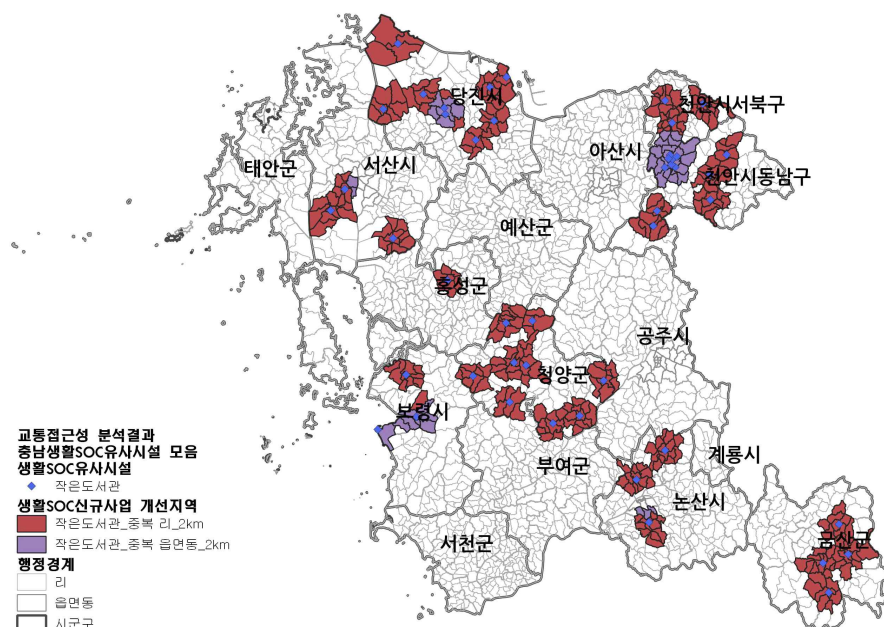 당진시
천안시서북구
아산시
태안군
서산시
천안시동남구
예산군
홍성군
공주시
청양군
보령시
부여군
계룡시
논산시
서천군
금산군
교통접근성 분석결과
충남생활SOC유사시설 모음
생활SOC유사시설
작은도서관
생활SOC신규사업 개선지역
작은도서관_중복 리_2km
작은도서관_중복 읍면동_2km
행정경계
리
읍면동
시군구